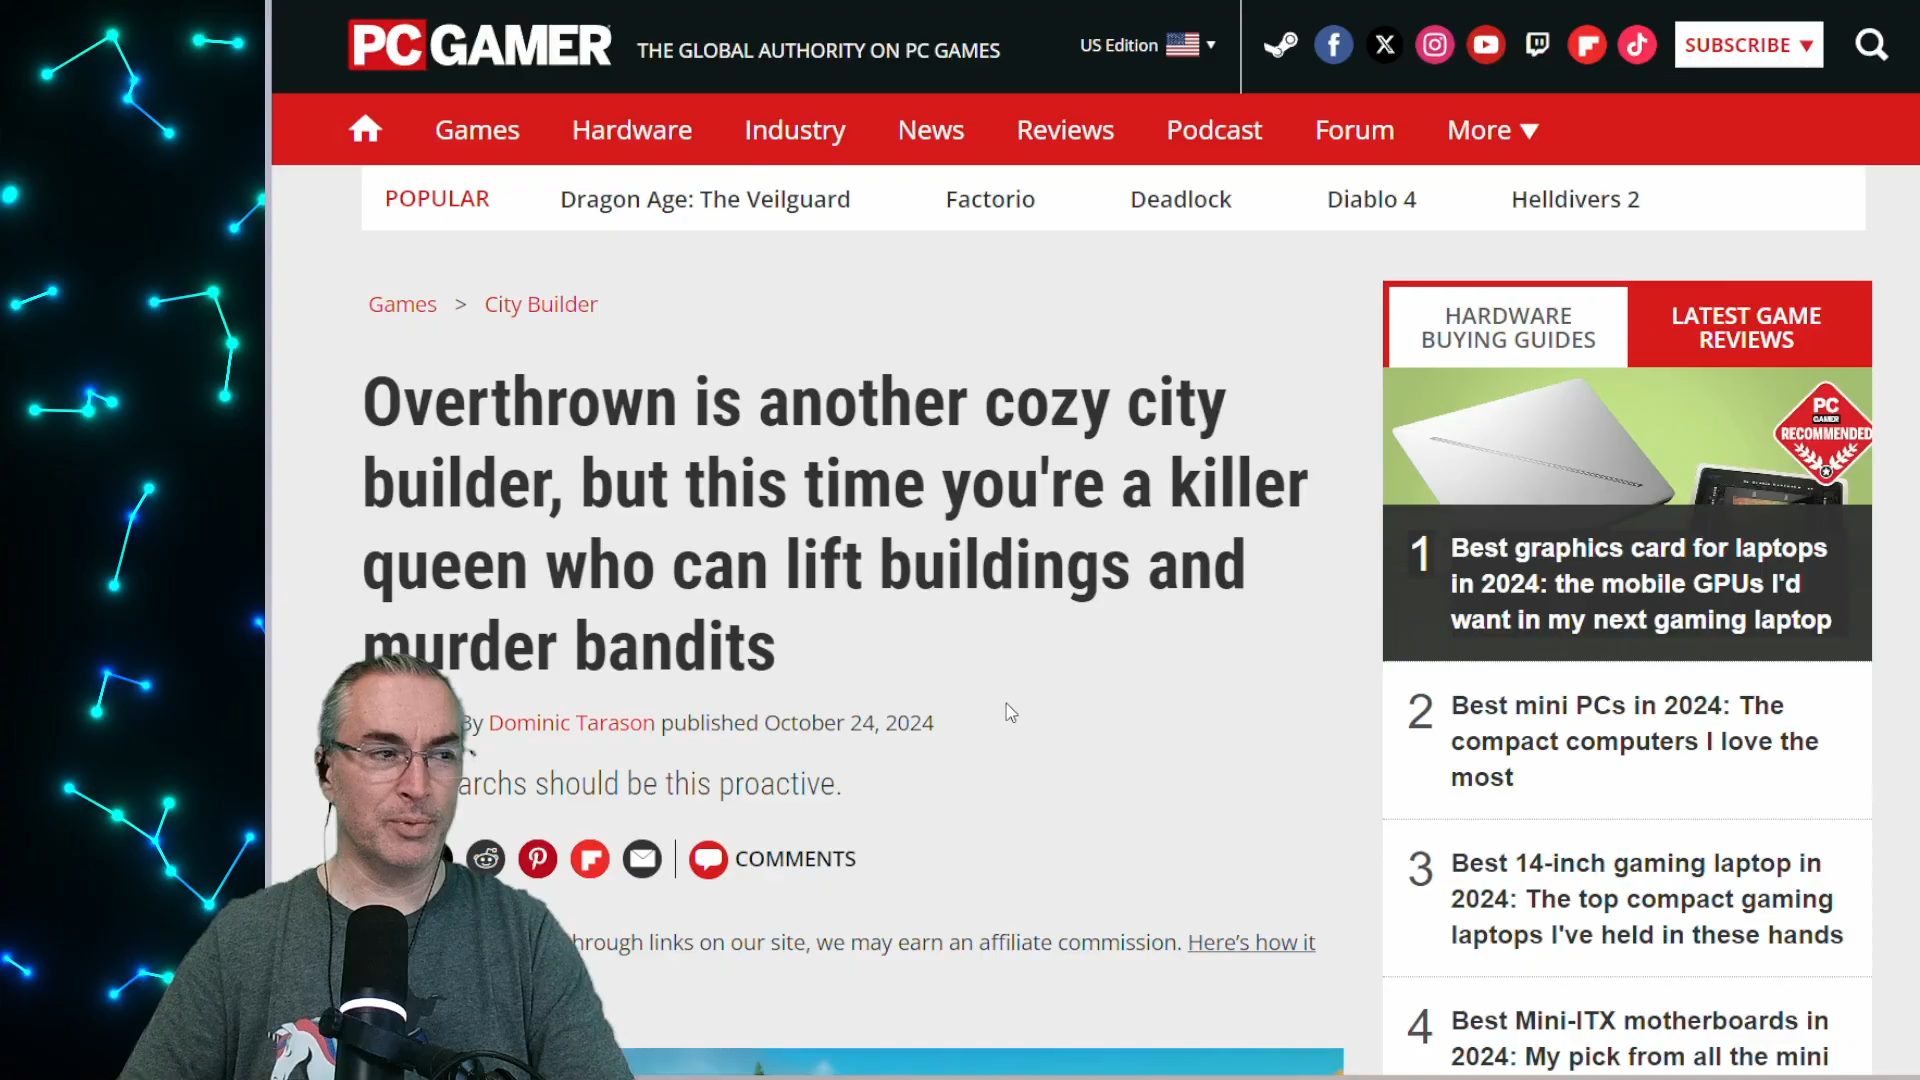 PC GAMER
THE GLOBAL AUTHORITY ON PC GAMES
US Edition
SUBSCRIBE
Games
Hardware
Industry
News
Reviews
Podcast
Forum
More
POPULAR
Dragon Age: The Veilguard
Factorio
Deadlock
Diablo 4
Helldivers 2
Games > City Builder
Overthrown is another cozy city
builder, but this time you're a killer
queen who can lift buildings and
murder bandits
By Dominic Tarason published October 24, 2024
should be this proactive.
COMMENTS
through links on our site, we may earn an affiliate commission. Here's how it
HARDWARE
BUYING GUIDES
LATEST GAME
REVIEWS
PC
GAMER
RECOMMENDED
1 Best graphics card for laptops
in 2024: the mobile GPUs I'd
want in my next gaming laptop
2 Best mini PCs in 2024: The
compact computers I love the
most
3 Best 14-inch gaming laptop in
2024: The top compact gaming
laptops I've held in these hands
4 Best Mini-ITX motherboards in
2024: My pick from all the mini